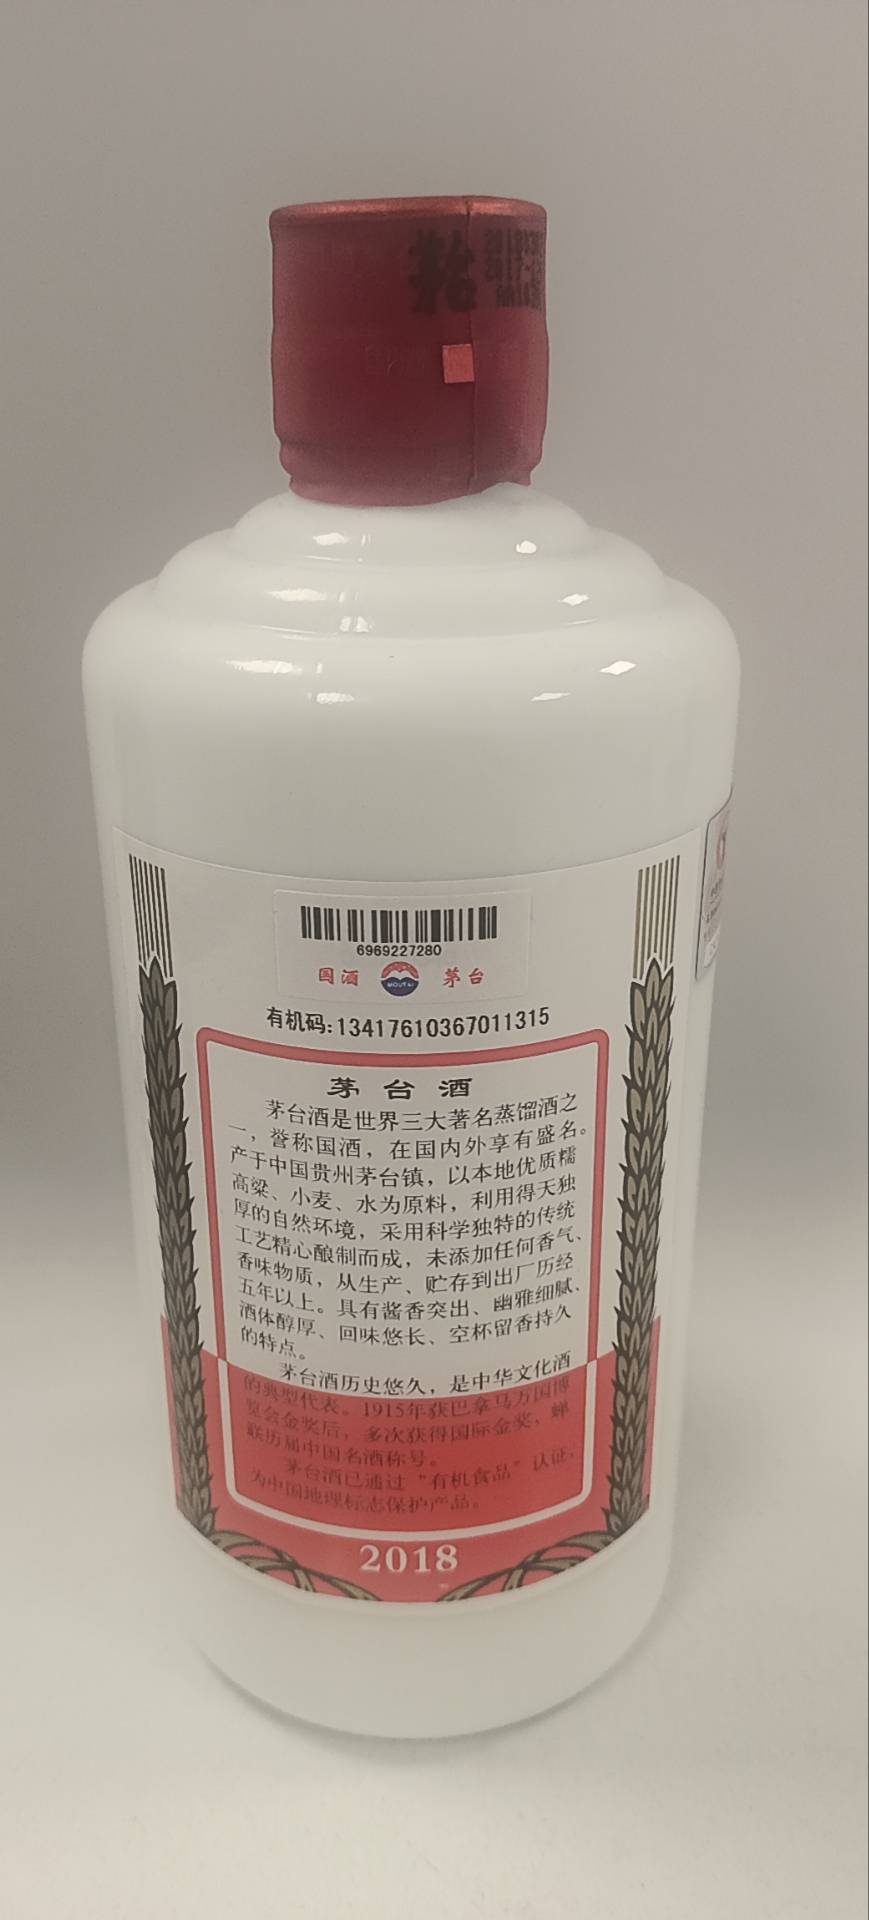 6969227280
国酒 茅台
MOUTAI
有机码:13417610367011315
茅台酒
茅台酒是世界三大著名蒸馏酒之
一，誉称国酒，在国内外享有盛名。
产于中国贵州茅台镇，以本地优质糯
高粱、小麦、水为原料，利用得天独
厚的自然环境，采用科学独特的传统
工艺精心酿制而成，未添加任何香气、
香味物质，从生产、贮存到出厂历经
五年以上。具有酱香突出、幽雅细腻、
酒体醇厚、回味悠长、空杯留香持久
的特点。
茅台酒历史悠久，是中华文化酒
的典型代表。1915年获巴拿马万国博
览会金奖后，多次获得国际金奖，蝉
联历届中国名酒称号。
茅台酒已通过“有机食品”认证，
为中国地理标志保护产品。
2018